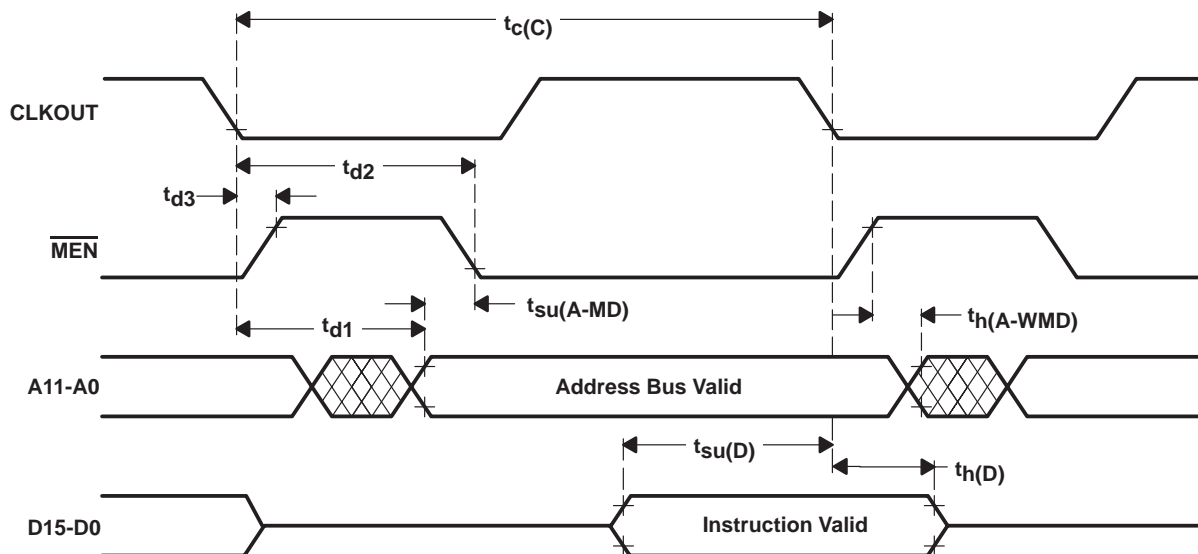 tc(C)
CLKOUT
td2
td3
MEN
tsu(A-MD)
td1
th(A-WMD)
A11-A0
Address Bus Valid
tsu(D)
th(D)
D15-D0
Instruction Valid